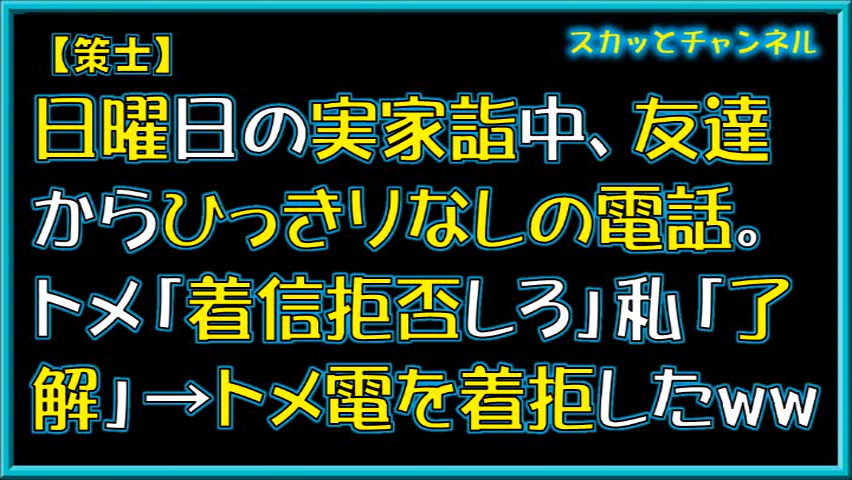 スカッとチャンネル
【策士】
日曜日の実家詣中、友達
からひっきりなしの電話。
トメ「着信拒否しろ」私「了
解」→トメ電を着拒したww